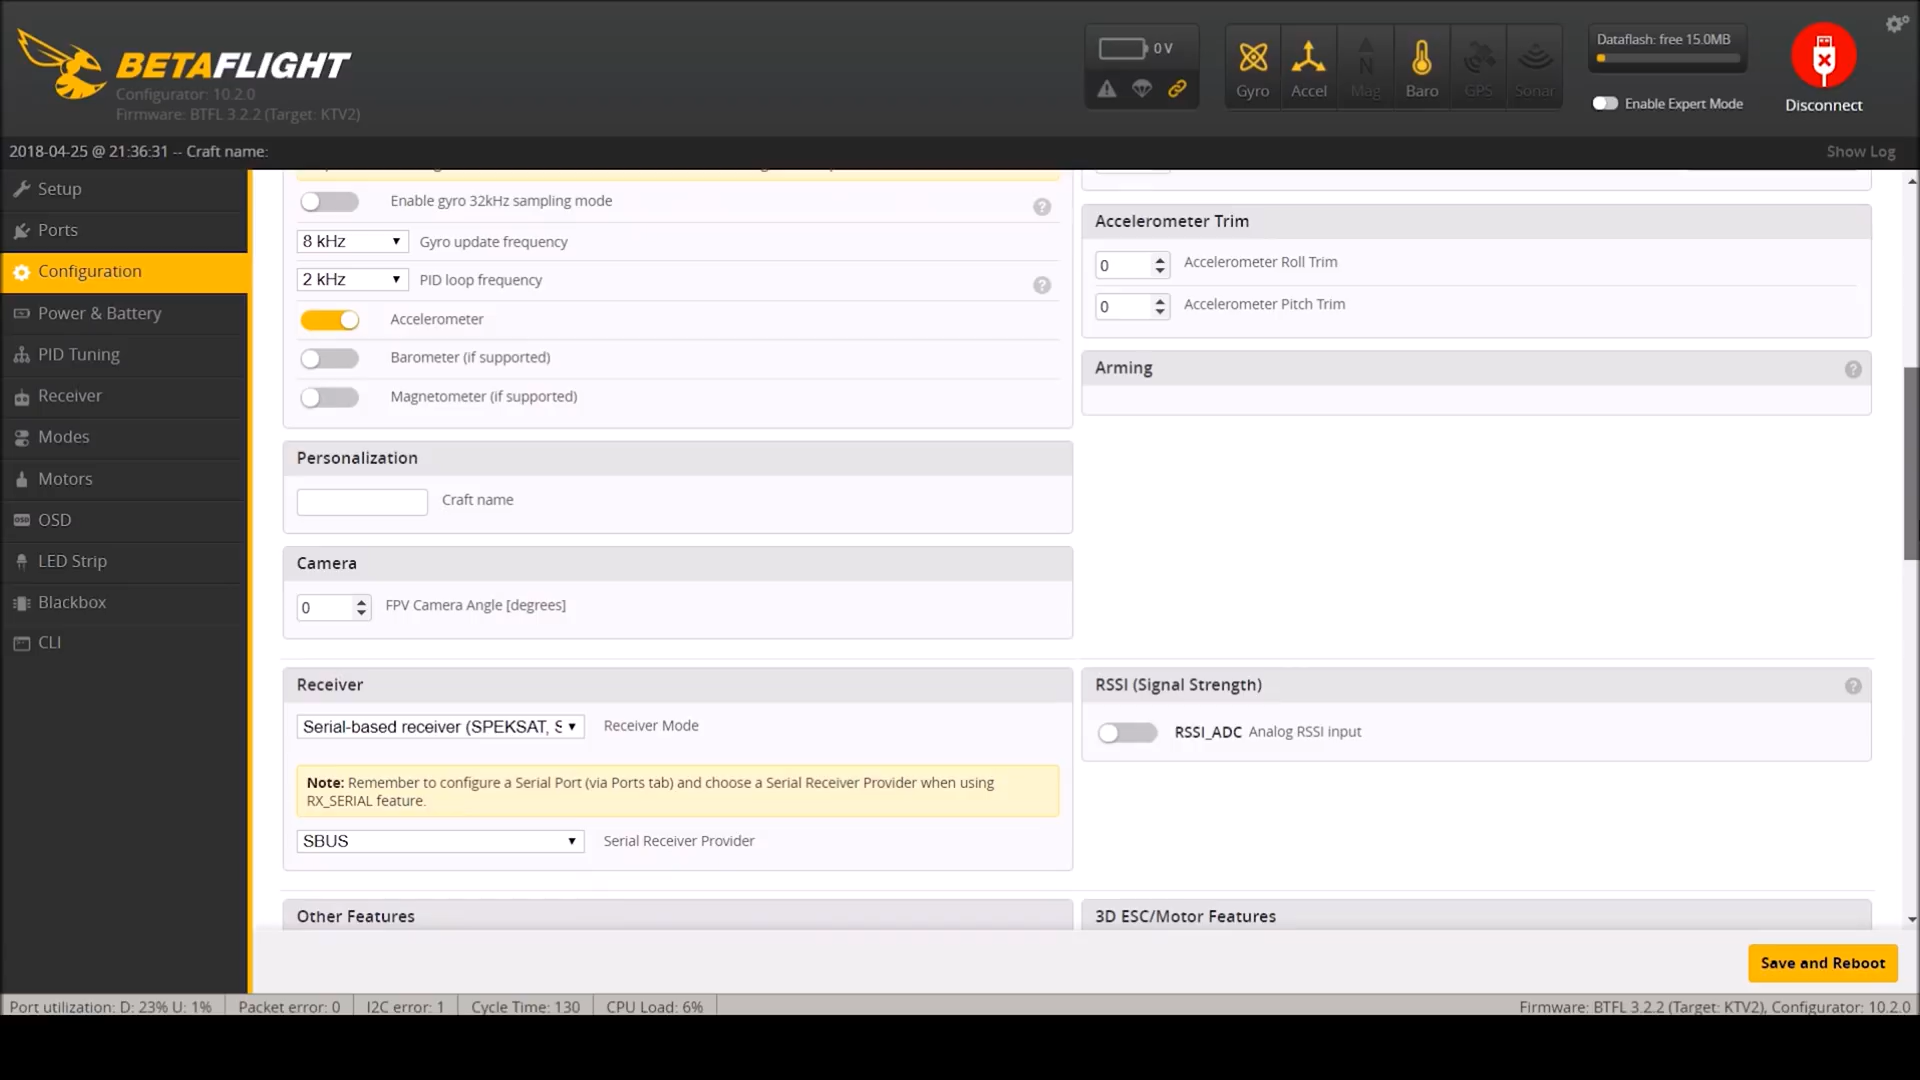 BETAFLIGHT
Configurator: 10.2.0
Firmware: BTFL 3.2.2 (Target: KTV2)
0 V
Gyro
Accel
Mag
Baro
GPS
Sonar
Dataflash: free 15.0MB
Enable Expert Mode
Disconnect
2018-04-25 @ 21:36:31 -- Craft name:
Show Log
Setup
Ports
Configuration
Power & Battery
PID Tuning
Receiver
Modes
Motors
OSD
LED Strip
Blackbox
CLI
Enable gyro 32kHz sampling mode
8 kHz Gyro update frequency
2 kHz PID loop frequency
Accelerometer
Barometer (if supported)
Magnetometer (if supported)
Personalization
Craft name
Camera
0 FPV Camera Angle [degrees]
Receiver
Serial-based receiver (SPEKSAT, S Receiver Mode
Note: Remember to configure a Serial Port (via Ports tab) and choose a Serial Receiver Provider when using
RX_SERIAL feature.
SBUS Serial Receiver Provider
Other Features
Accelerometer Trim
0 Accelerometer Roll Trim
0 Accelerometer Pitch Trim
Arming
RSSI (Signal Strength)
RSSI_ADC Analog RSSI input
3D ESC/Motor Features
Save and Reboot
Port utilization: D: 23% U: 1% Packet error: 0 I2C error: 1 Cycle Time: 130 CPU Load: 6% Firmware: BTFL 3.2.2 (Target: KTV2), Configurator: 10.2.0